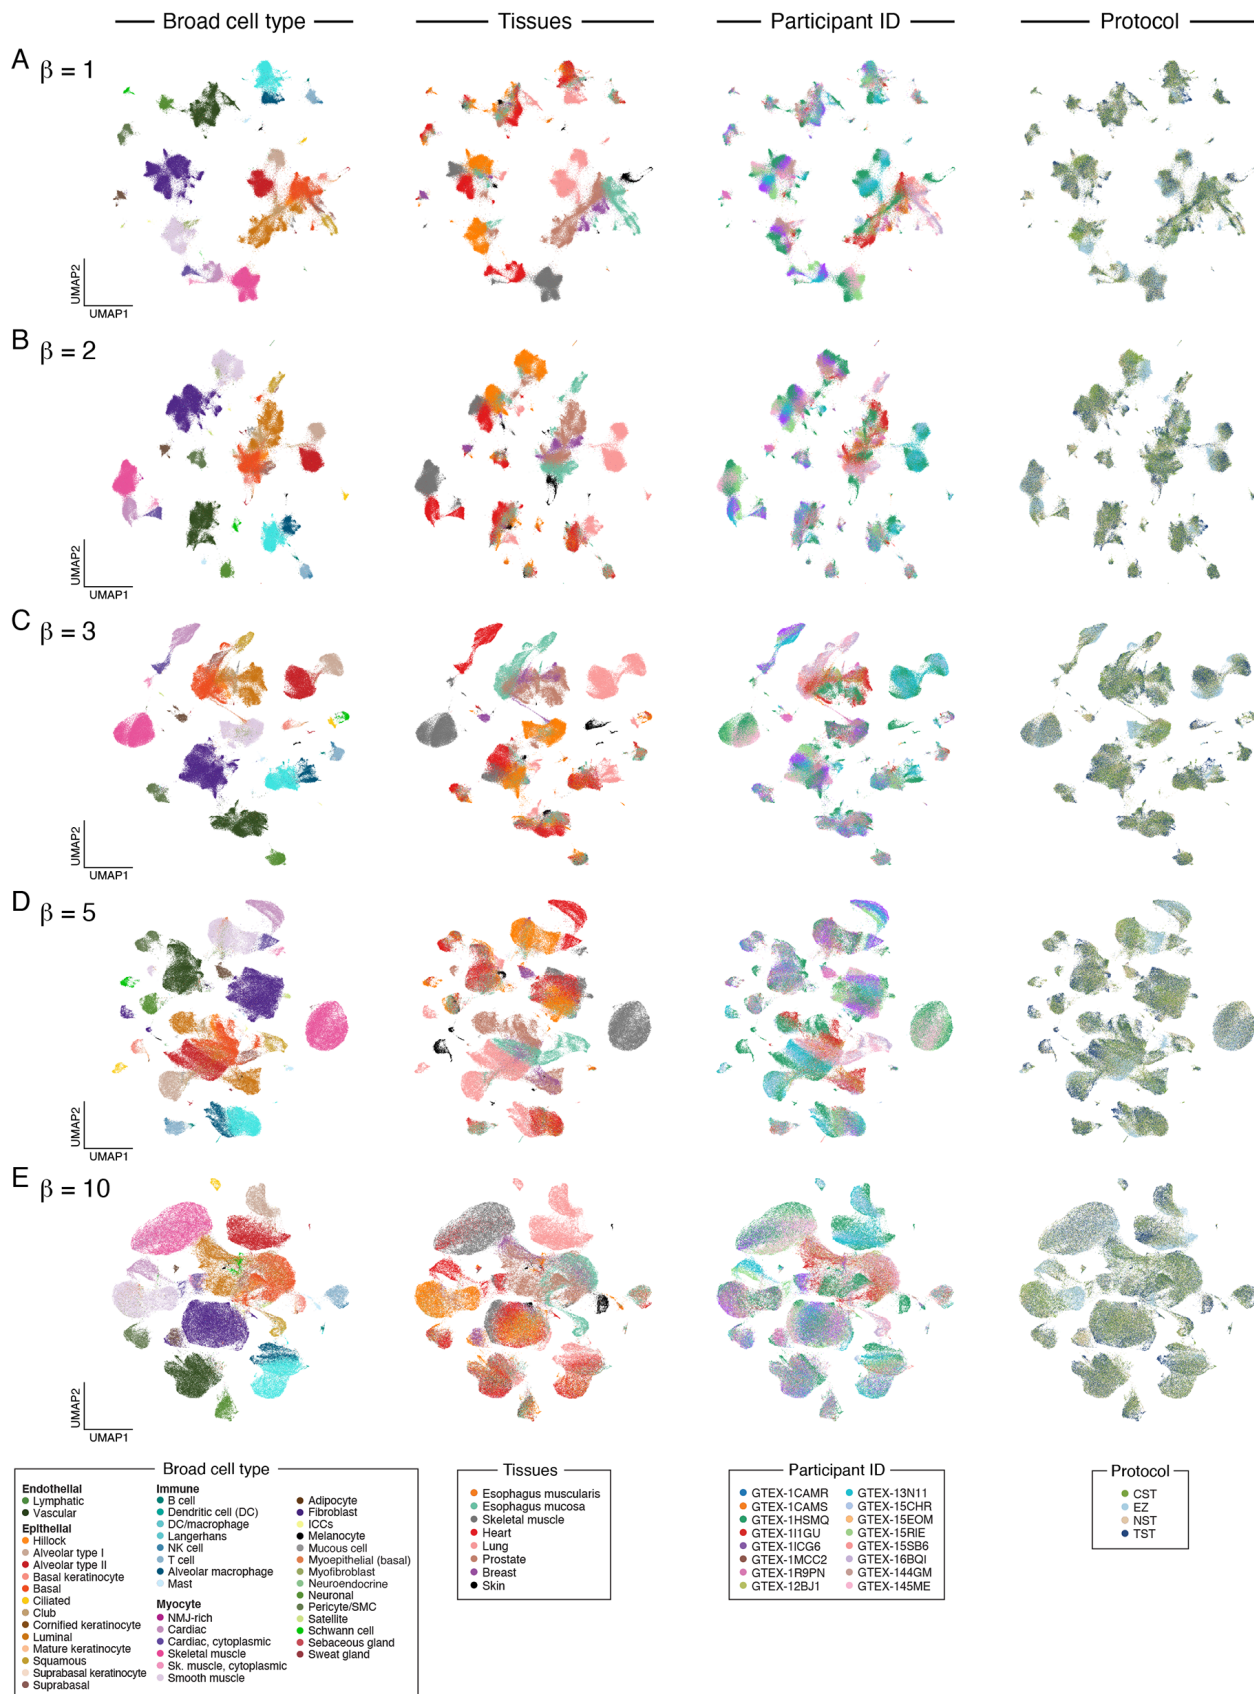 Broad cell type
Tissues
Participant ID
Protocol
A
β = 1
UMAP2
UMAP1
B
β = 2
UMAP2
UMAP1
C
β = 3
UMAP2
UMAP1
D
β = 5
UMAP2
UMAP1
E
β = 10
UMAP2
UMAP1
Broad cell type
Endothelial
Lymphatic
Vascular
Epithelial
Hillock
Alveolar type I
Alveolar type II
Basal keratinocyte
Basal
Ciliated
Club
Cornified keratinocyte
Luminal
Mature keratinocyte
Squamous
Suprabasal keratinocyte
Suprabasal
Immune
B cell
Dendritic cell (DC)
DC/macrophage
Langerhans
NK cell
T cell
Alveolar macrophage
Mast
Myocyte
NMJ-rich
Cardiac
Cardiac, cytoplasmic
Skeletal muscle
Sk. muscle, cytoplasmic
Smooth muscle
Adipocyte
Fibroblast
ICCs
Melanocyte
Mucous cell
Myoepithelial (basal)
Myofibroblast
Neuroendocrine
Neuronal
Pericyte/SMC
Satellite
Schwann cell
Sebaceous gland
Sweat gland
Tissues
Esophagus muscularis
Esophagus mucosa
Skeletal muscle
Heart
Lung
Prostate
Breast
Skin
Participant ID
GTEX-1CAMR
GTEX-1CAMS
GTEX-1HSMQ
GTEX-1I1GU
GTEX-1ICG6
GTEX-1MCC2
GTEX-1R9PN
GTEX-12BJ1
GTEX-13N11
GTEX-15CHR
GTEX-15EOM
GTEX-15RIE
GTEX-15SB6
GTEX-16BQI
GTEX-144GM
GTEX-145ME
Protocol
CST
EZ
NST
TST